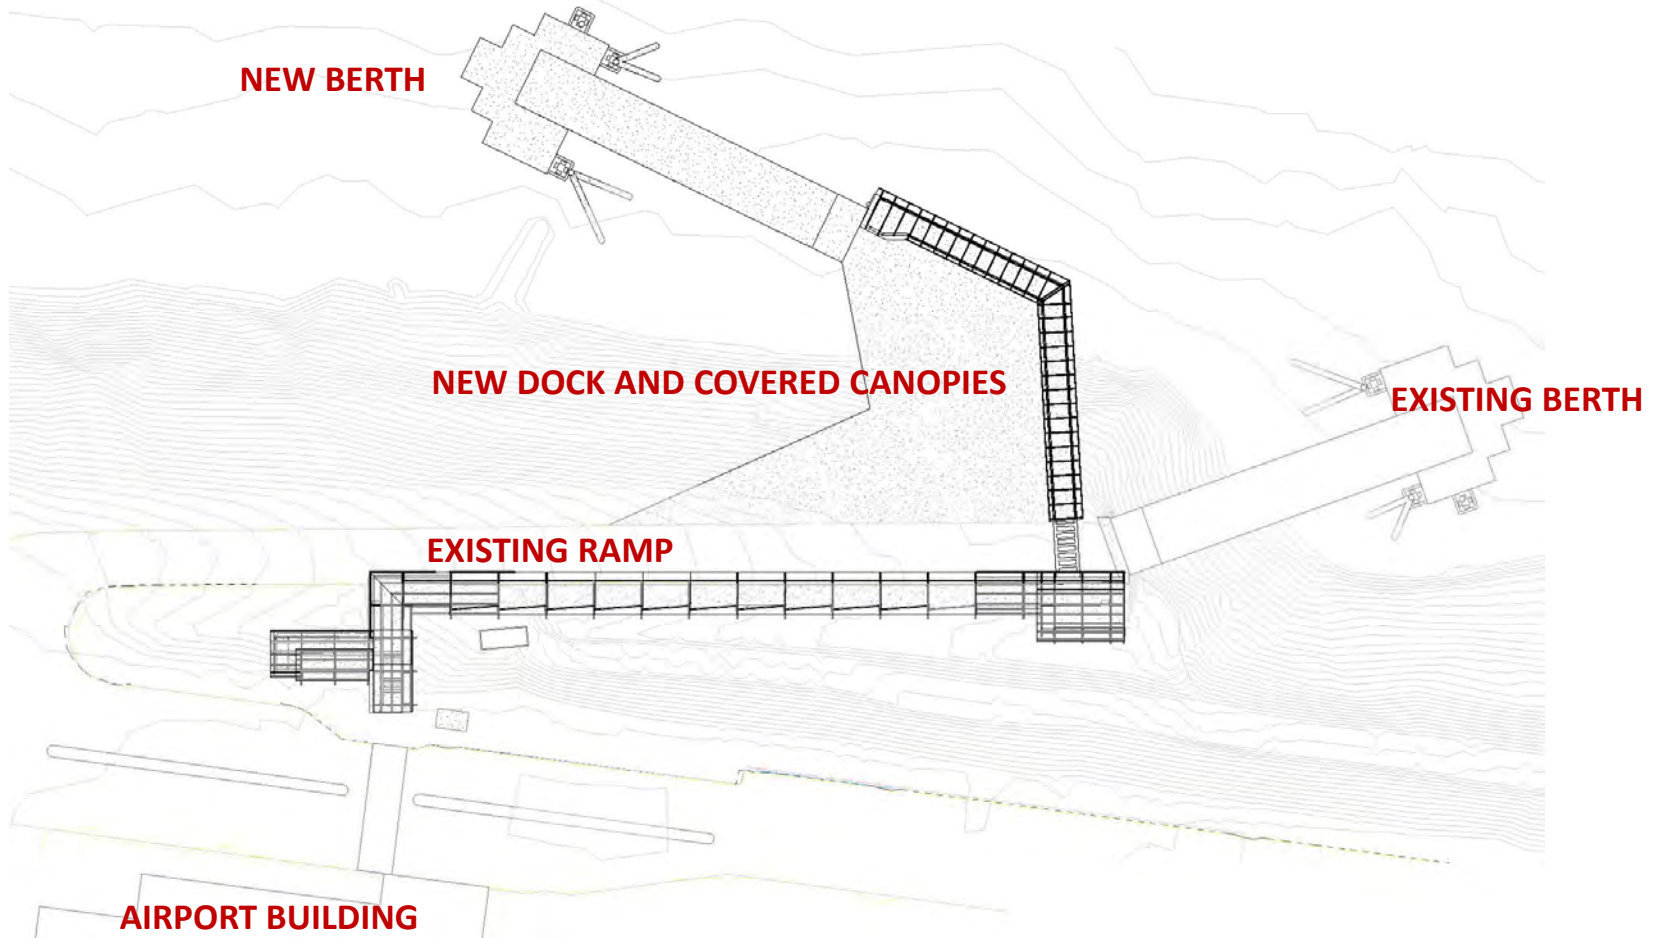 NEW BERTH
NEW DOCK AND COVERED CANOPIES
EXISTING BERTH
EXISTING RAMP
AIRPORT BUILDING